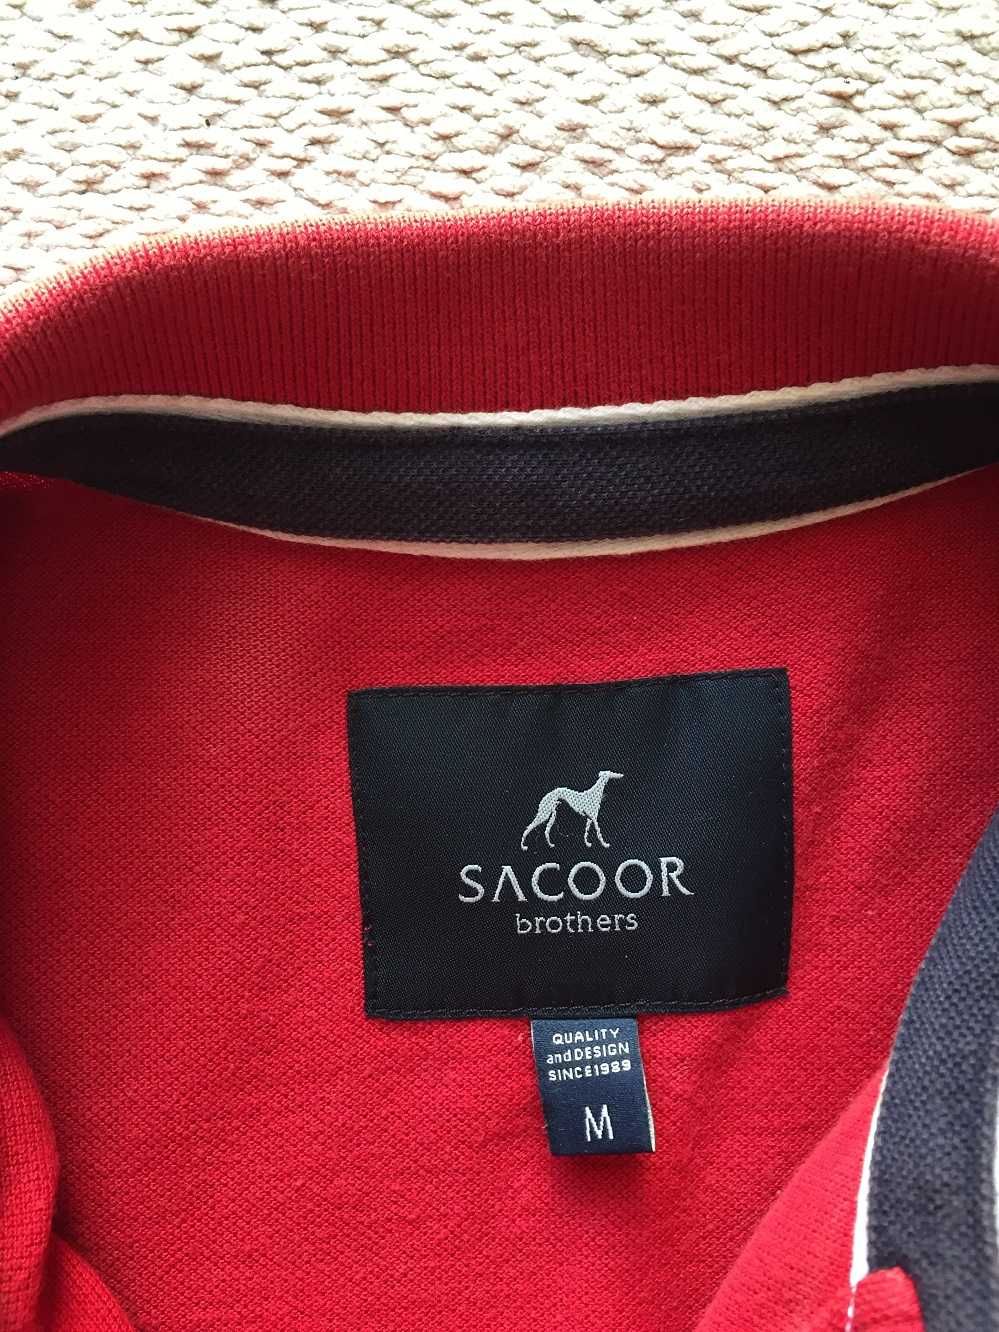 SACOOR
brothers
QUALITY
and DESIGN
SINCE 1989
M